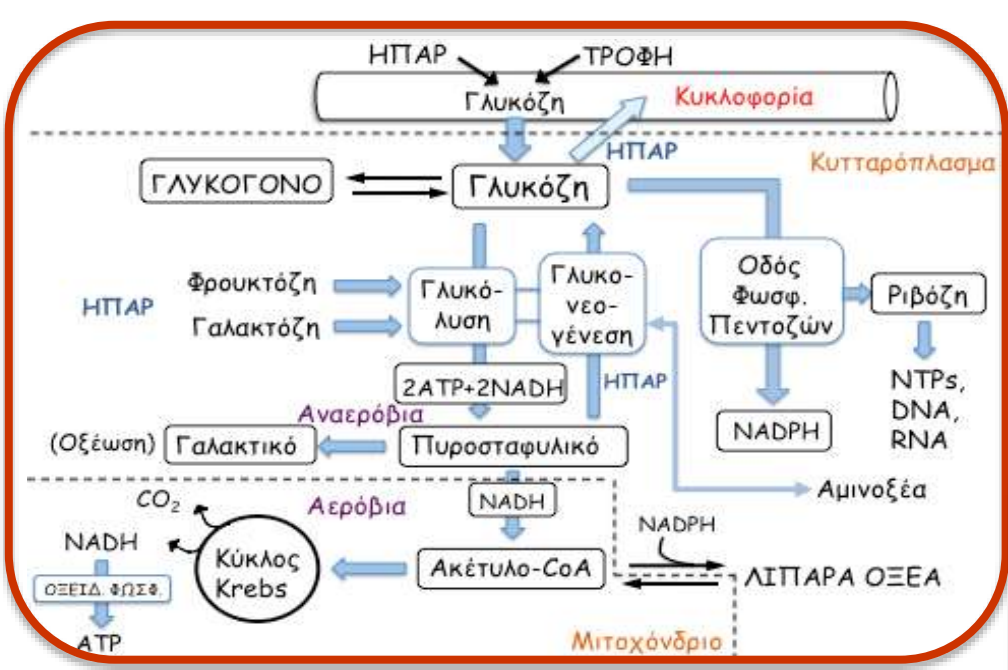 ΗΠΑΡ
ΤΡΟΦΗ
Γλυκόζη
Κυκλοφορία
ΗΠΑΡ
Κυτταρόπλασμα
ΓΛΥΚΟΓΟΝΟ
Γλυκόζη
Φρουκτόζη
Γαλακτόζη
ΗΠΑΡ
Γλυκό-
λυση
Γλυκο-
νεο-
γένεση
Οδός
Φωσφ.
Πεντοζών
Ριβόζη
NTPs,
DNA,
RNA
2ATP+2NADH
ΗΠΑΡ
NADPH
Αναερόβια
(Οξέωση)
Γαλακτικό
Πυροσταφυλικό
Αμινοξέα
NADH
Αερόβια
CO2
NADH
Κύκλος
Krebs
Ακέτυλο-CoA
NADPH
ΛΙΠΑΡΑ ΟΞΕΑ
ΟΞΕΙΔ. ΦΩΣΦ.
ATP
Μιτοχόνδριο